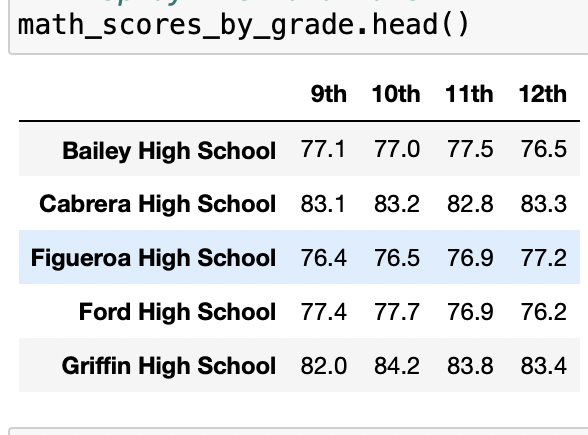 math_scores_by_grade.head()
9th 10th 11th 12th
Bailey High School 77.1 77.0 77.5 76.5
Cabrera High School 83.1 83.2 82.8 83.3
Figueroa High School 76.4 76.5 76.9 77.2
Ford High School 77.4 77.7 76.9 76.2
Griffin High School 82.0 84.2 83.8 83.4